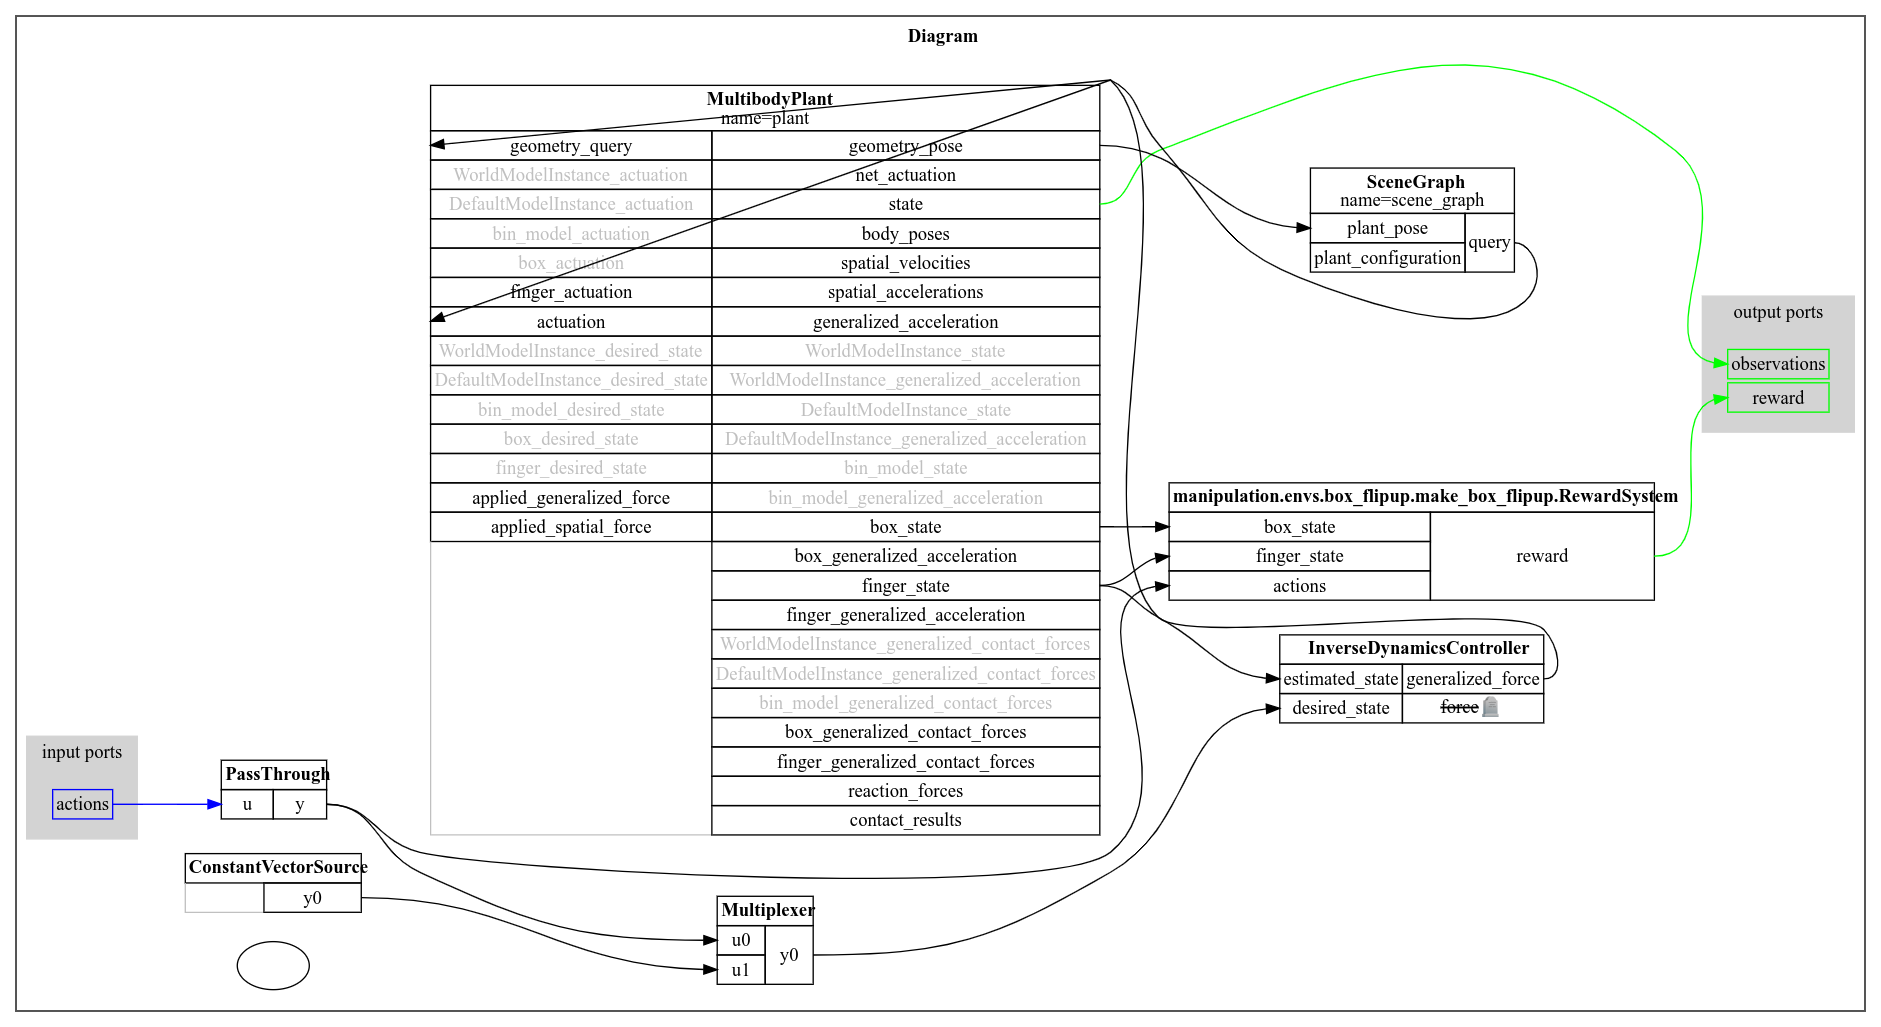 Diagram
MultibodyPlant
name=plant
geometry_query
geometry_pose
WorldModelInstance_actuation
net_actuation
DefaultModelInstance_actuation
state
bin_model_actuation
body_poses
box_actuation
spatial_velocities
finger_actuation
spatial_accelerations
actuation
generalized_acceleration
WorldModelInstance_desired_state
WorldModelInstance_state
DefaultModelInstance_desired_state
WorldModelInstance_generalized_acceleration
bin_model_desired_state
DefaultModelInstance_state
box_desired_state
DefaultModelInstance_generalized_acceleration
finger_desired_state
bin_model_state
applied_generalized_force
bin_model_generalized_acceleration
applied_spatial_force
box_state
box_generalized_acceleration
finger_state
finger_generalized_acceleration
WorldModelInstance_generalized_contact_forces
DefaultModelInstance_generalized_contact_forces
bin_model_generalized_contact_forces
box_generalized_contact_forces
finger_generalized_contact_forces
reaction_forces
contact_results
SceneGraph
name=scene_graph
plant_pose
query
plant_configuration
output ports
observations
reward
manipulation.envs.box_flipup.make_box_flipup.RewardSystem
box_state
finger_state
reward
actions
InverseDynamicsController
estimated_state
generalized_force
desired_state
force
input ports
actions
PassThrough
u
y
ConstantVectorSource
y0
Multiplexer
u0
y0
u1